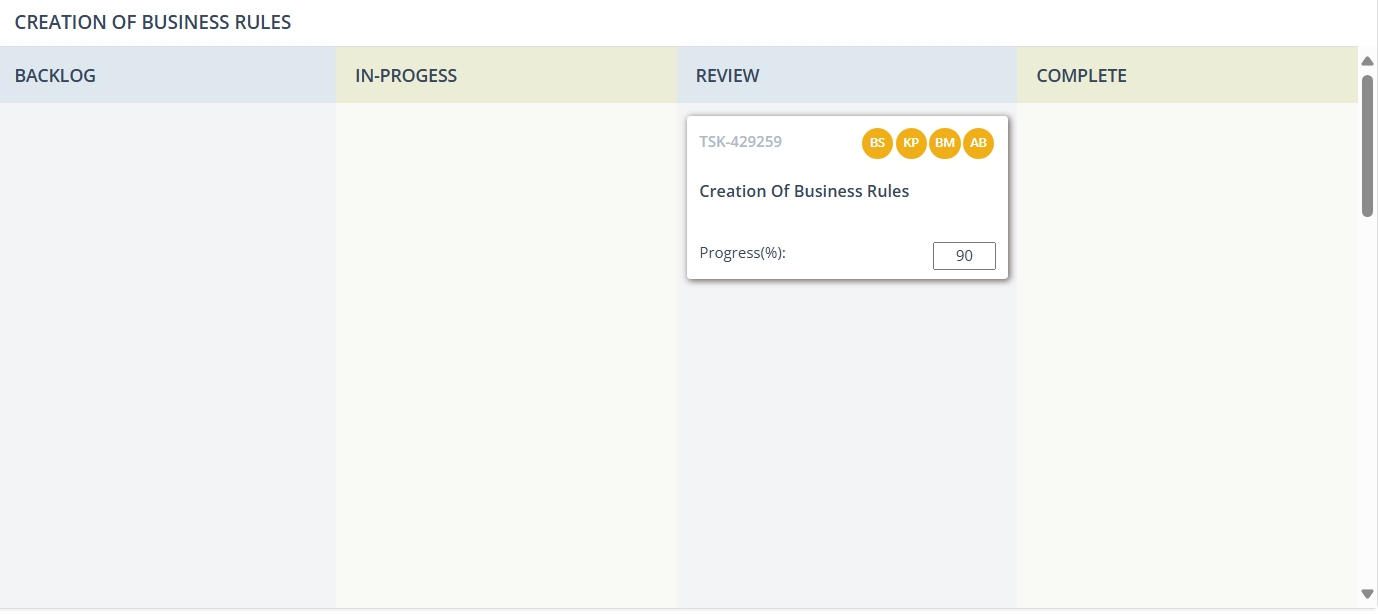 CREATION OF BUSINESS RULES
BACKLOG
IN-PROGESS
REVIEW
COMPLETE
TSK-429259
BS KP BM AB
Creation Of Business Rules
Progress(%):
90